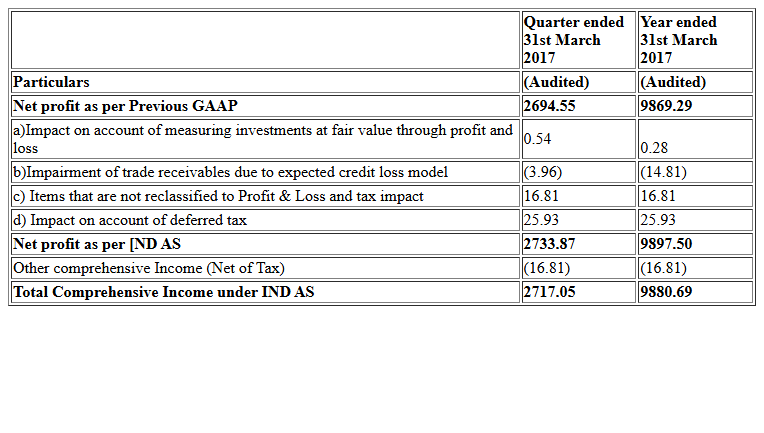 Quarter ended Year ended
31st March 31st March
2017 2017
Particulars (Audited) (Audited)
Net profit as per Previous GAAP 2694.55 9869.29
a)Impact on account of measuring investments at fair value through profit and
loss 0.54 0.28
b)Impairment of trade receivables due to expected credit loss model (3.96) (14.81)
c) Items that are not reclassified to Profit & Loss and tax impact 16.81 16.81
d) Impact on account of deferred tax 25.93 25.93
Net profit as per [ND AS 2733.87 9897.50
Other comprehensive Income (Net of Tax) (16.81) (16.81)
Total Comprehensive Income under IND AS 2717.05 9880.69